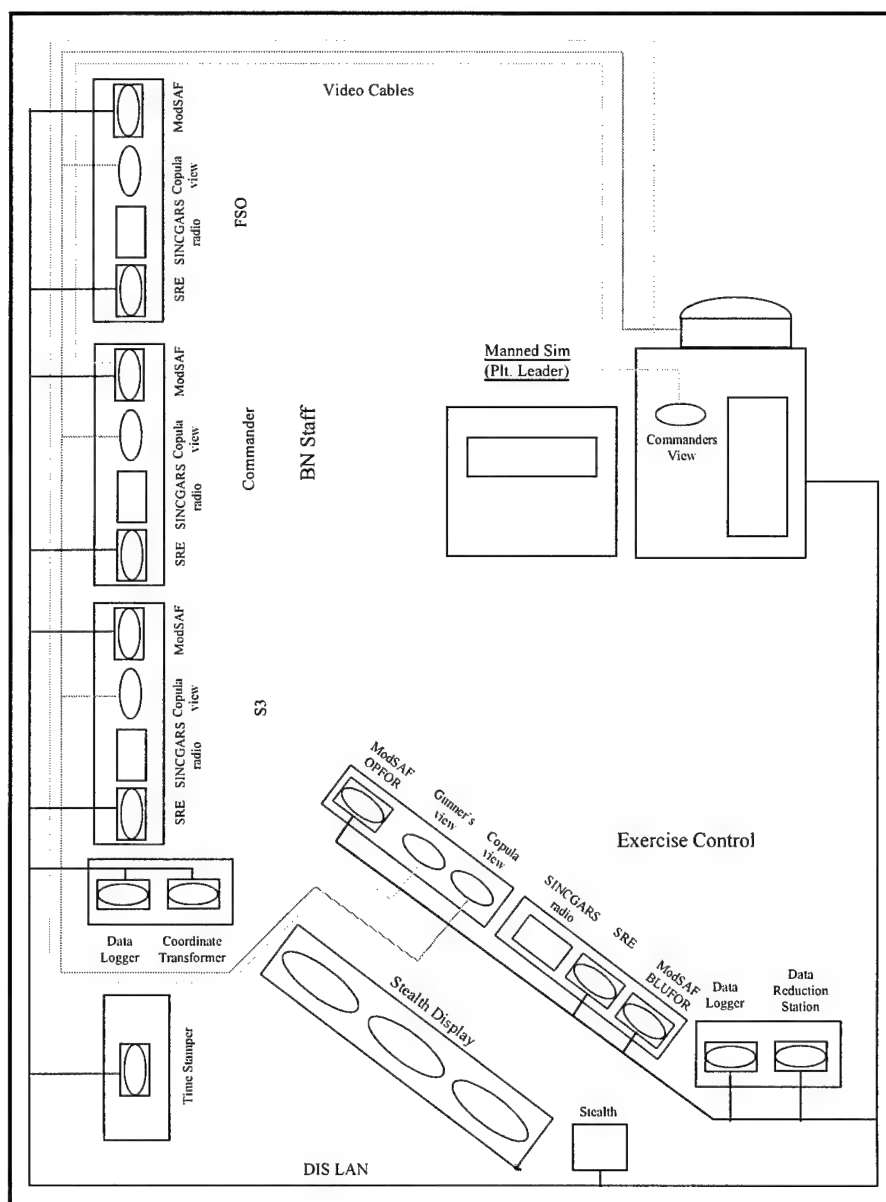 Video Cables
ModSAF
Copula
view
SINCGARS
radio
SRE
FSO
ModSAF
Copula
view
SINCGARS
radio
SRE
Commander
BN Staff
Manned Sim
(Plt. Leader)
Commanders
View
ModSAF
Copula
view
SINCGARS
radio
SRE
S3
ModSAF
OPFOR
Gunner's
view
Copula
view
Exercise Control
SINCGARS
radio
SRE
ModSAF
BLUFOR
Data
Logger
Data
Reduction
Station
Data
Logger
Coordinate
Transformer
Stealth Display
Time Stamper
Stealth
DIS LAN